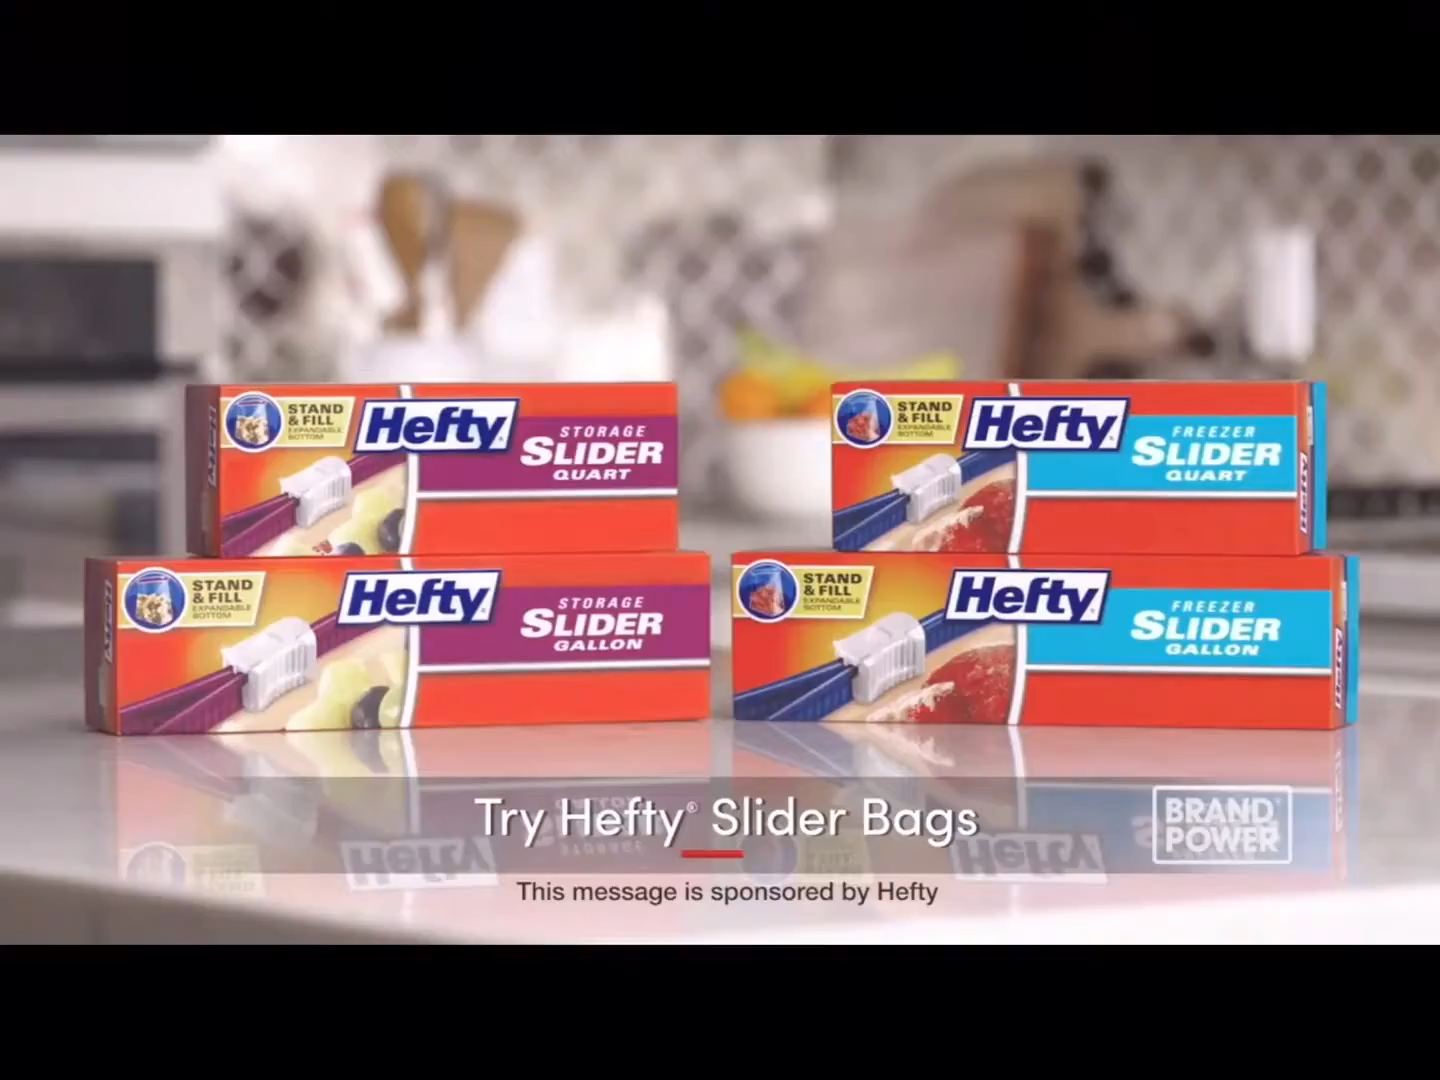 STAND
& FILL
EXPANDABLE
BOTTOM
Hefty
STORAGE
SLIDER
QUART
STAND
& FILL
EXPANDABLE
BOTTOM
Hefty
FREEZER
SLIDER
QUART
STAND
& FILL
EXPANDABLE
BOTTOM
Hefty
STORAGE
SLIDER
GALLON
STAND
& FILL
EXPANDABLE
BOTTOM
Hefty
FREEZER
SLIDER
GALLON
Try Hefty® Slider Bags
BRAND
POWER
This message is sponsored by Hefty